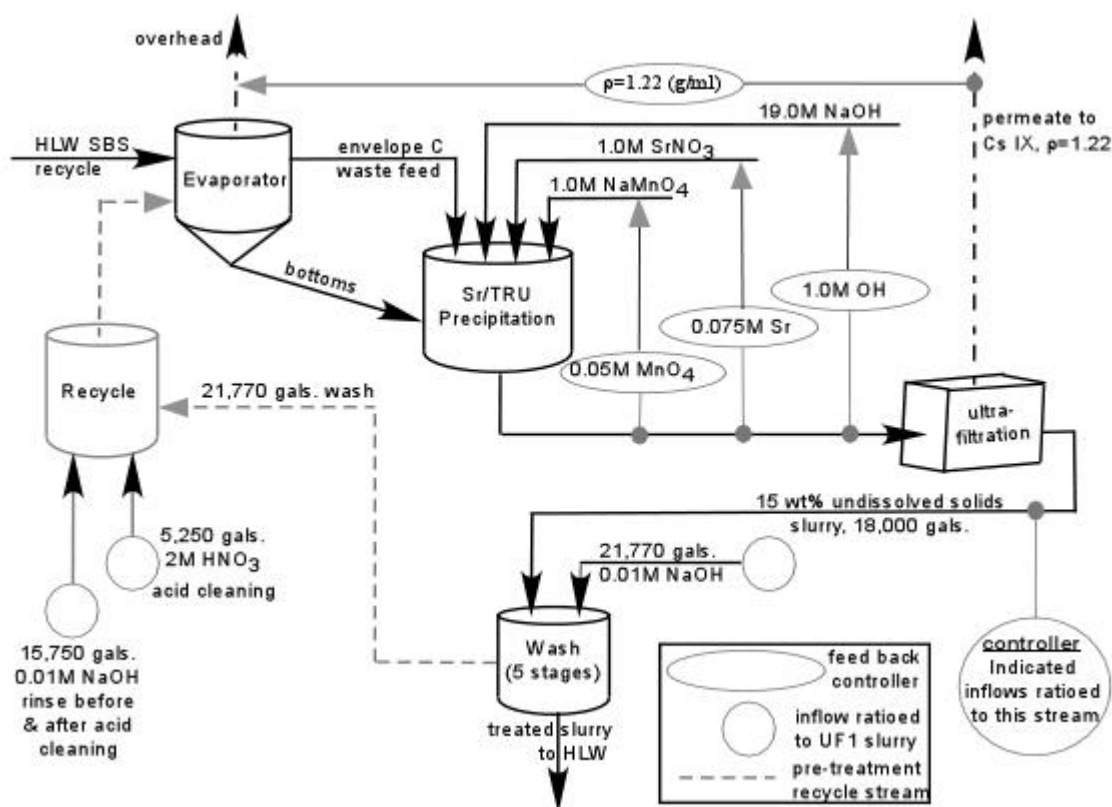 overhead
ρ=1.22 (g/ml)
19.0M NaOH
permeate to
Cs IX, ρ=1.22
HLW SBS
recycle
Evaporator
envelope C
waste feed
1.0M SrNO₃
1.0M NaMnO₄
bottoms
Sr/TRU
Precipitation
1.0M OH
0.075M Sr
0.05M MnO₄
Recycle
21,770 gals. wash
ultra-
filtration
15 wt% undissolved solids
slurry, 18,000 gals.
5,250 gals.
2M HNO₃
acid cleaning
21,770 gals.
0.01M NaOH
15,750 gals.
0.01M NaOH
rinse before
& after acid
cleaning
Wash
(5 stages)
treated slurry
to HLW
feed back
controller
inflow ratioed
to UF1 slurry
pre-treatment
recycle stream
controller
Indicated
inflows ratioed
to this stream